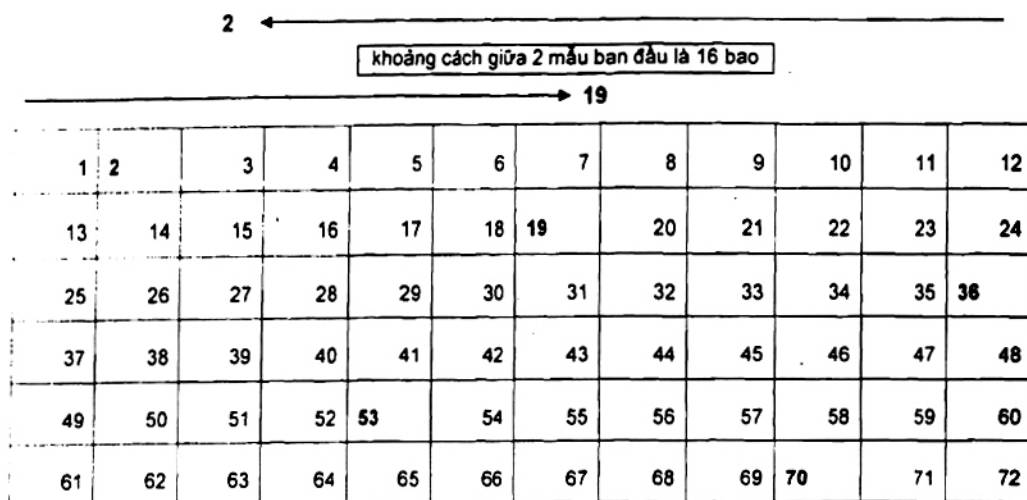 2
khoảng cách giữa 2 mẫu ban đầu là 16 bao
19
1 2 3 4 5 6 7 8 9 10 11 12
13 14 15 16 17 18 19 20 21 22 23 24
25 26 27 28 29 30 31 32 33 34 35 36
37 38 39 40 41 42 43 44 45 46 47 48
49 50 51 52 53 54 55 56 57 58 59 60
61 62 63 64 65 66 67 68 69 70 71 72